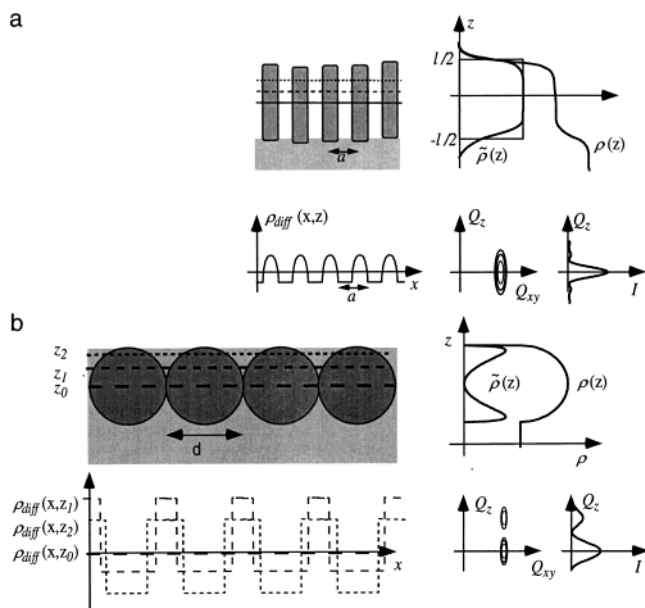 a
z
l/2
-l/2
ρ̃(z)
ρ(z)
a
ρdiff (x,z)
x
a
Qz
Qxy
Qz
I
b
z2
z1
z0
d
z
ρ̃(z)
ρ(z)
ρ
ρdiff (x,z1)
ρdiff (x,z2)
ρdiff (x,z0)
x
Qz
Qxy
Qz
I